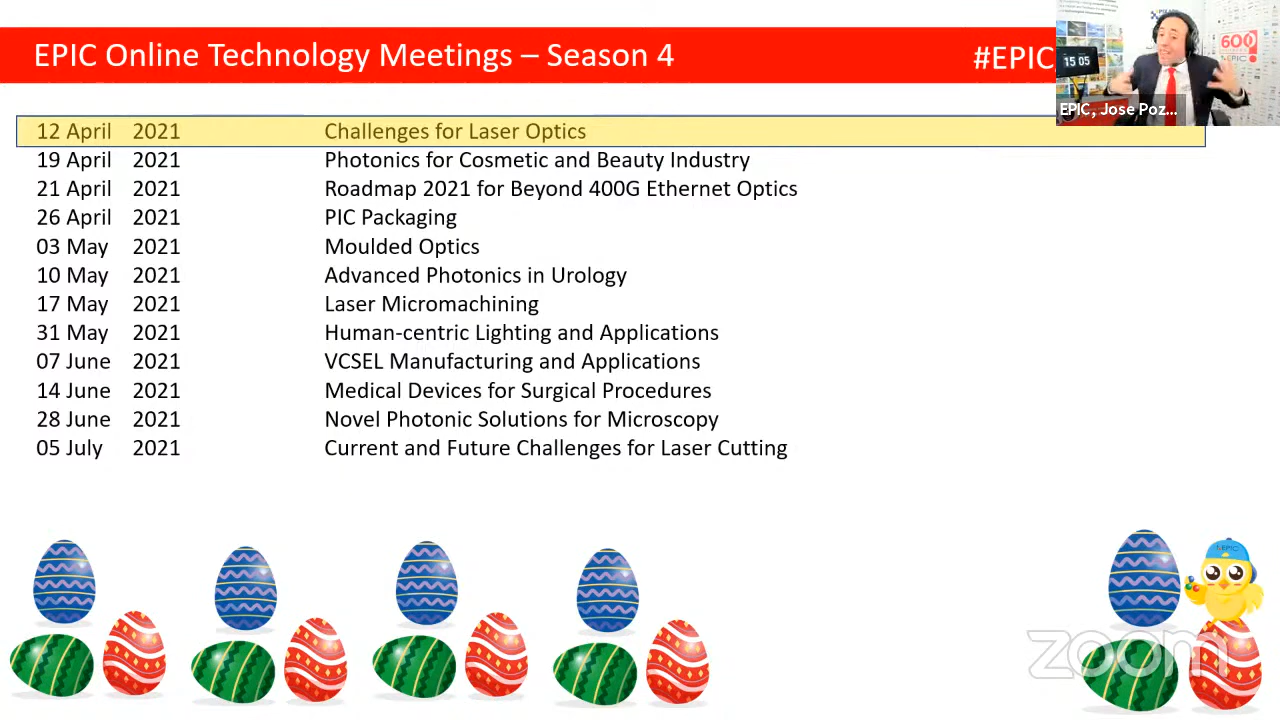 EPIC Online Technology Meetings – Season 4
#EPIC
600
EPIC
15 05
EPIC, Jose Poz...
12 April 2021 Challenges for Laser Optics
19 April 2021 Photonics for Cosmetic and Beauty Industry
21 April 2021 Roadmap 2021 for Beyond 400G Ethernet Optics
26 April 2021 PIC Packaging
03 May 2021 Moulded Optics
10 May 2021 Advanced Photonics in Urology
17 May 2021 Laser Micromachining
31 May 2021 Human-centric Lighting and Applications
07 June 2021 VCSEL Manufacturing and Applications
14 June 2021 Medical Devices for Surgical Procedures
28 June 2021 Novel Photonic Solutions for Microscopy
05 July 2021 Current and Future Challenges for Laser Cutting
EPIC
zoom